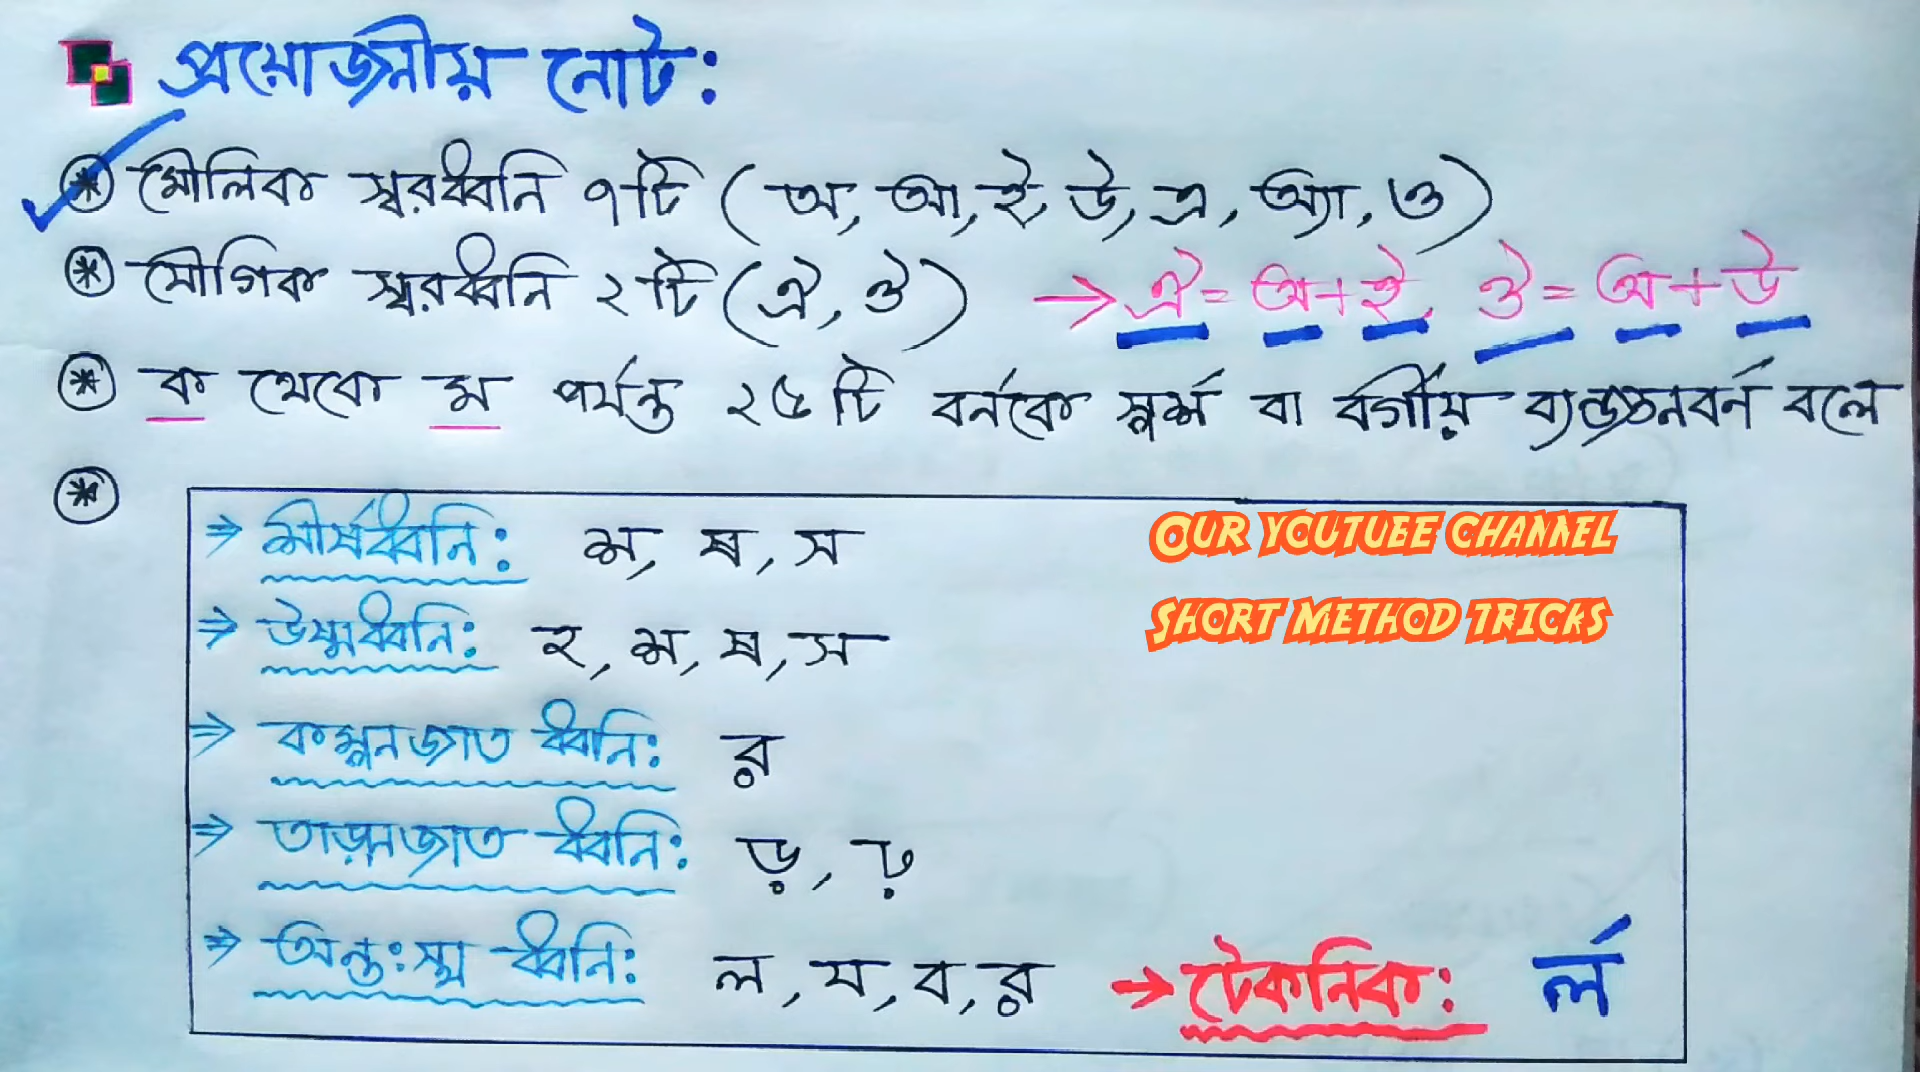 প্রয়োজনীয় নোট:
মৌলিক স্বরধ্বনি ৭টি (অ, আ, ই, উ, এ, অ্যা, ও)
যৌগিক স্বরধ্বনি ২টি (ঐ, ঔ) → ঐ = অ+ই, ঔ = অ+উ
ক থেকে ম পর্যন্ত ২৫টি বর্নকে স্পর্শ বা বর্গীয় ব্যঞ্জনবর্ন বলে
⇒ শীর্ষধ্বনি: শ, ষ, স
OUR YOUTUBE CHANNEL
⇒ উষ্মধ্বনি: হ, শ, ষ, স
SHORT METHOD TRICKS
⇒ কম্পনজাত ধ্বনি: র
⇒ তাড়নজাত ধ্বনি: ড়, ঢ়
⇒ অন্ত:স্থ ধ্বনি: ল, য, ব, র → টেকনিক: র্ল